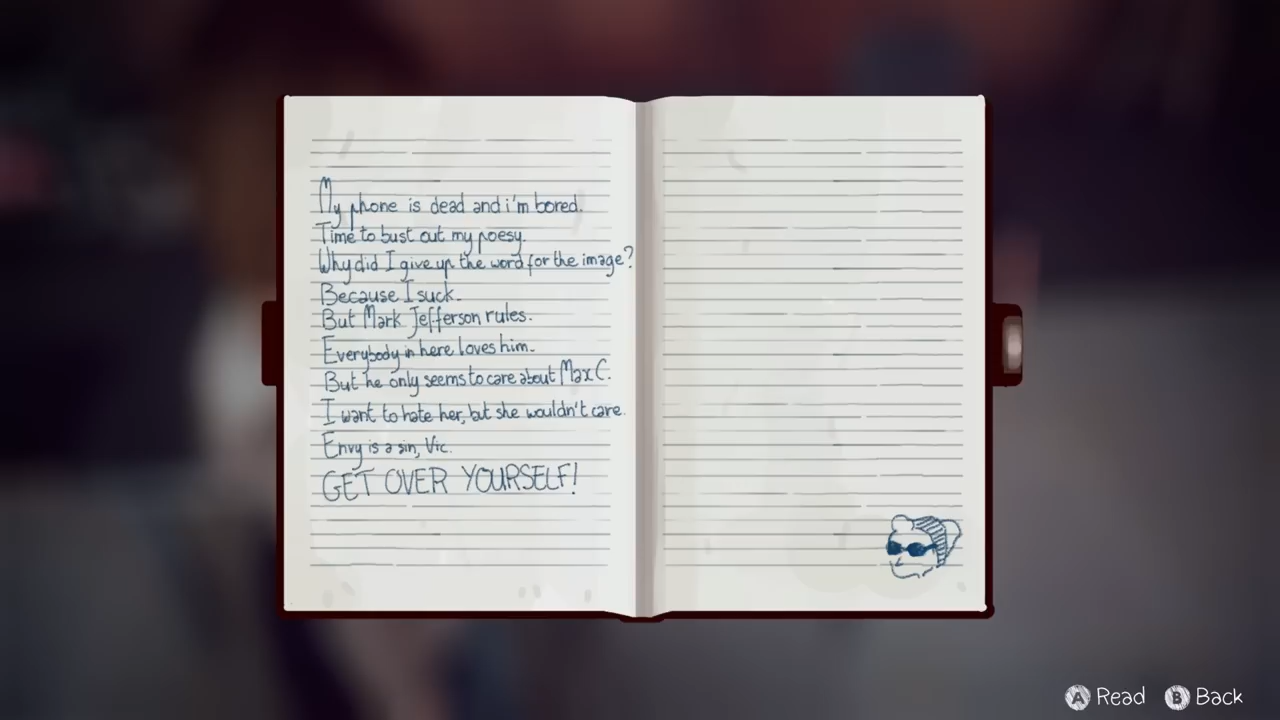 My phone is dead and i'm bored.
Time to bust out my poesy.
Why did I give up the word for the image?
Because I suck.
But Mark Jefferson rules.
Everybody in here loves him.
But he only seems to care about Max C.
I want to hate her, but she wouldn't care.
Envy is a sin, Vic.
GET OVER YOURSELF!
A Read B Back